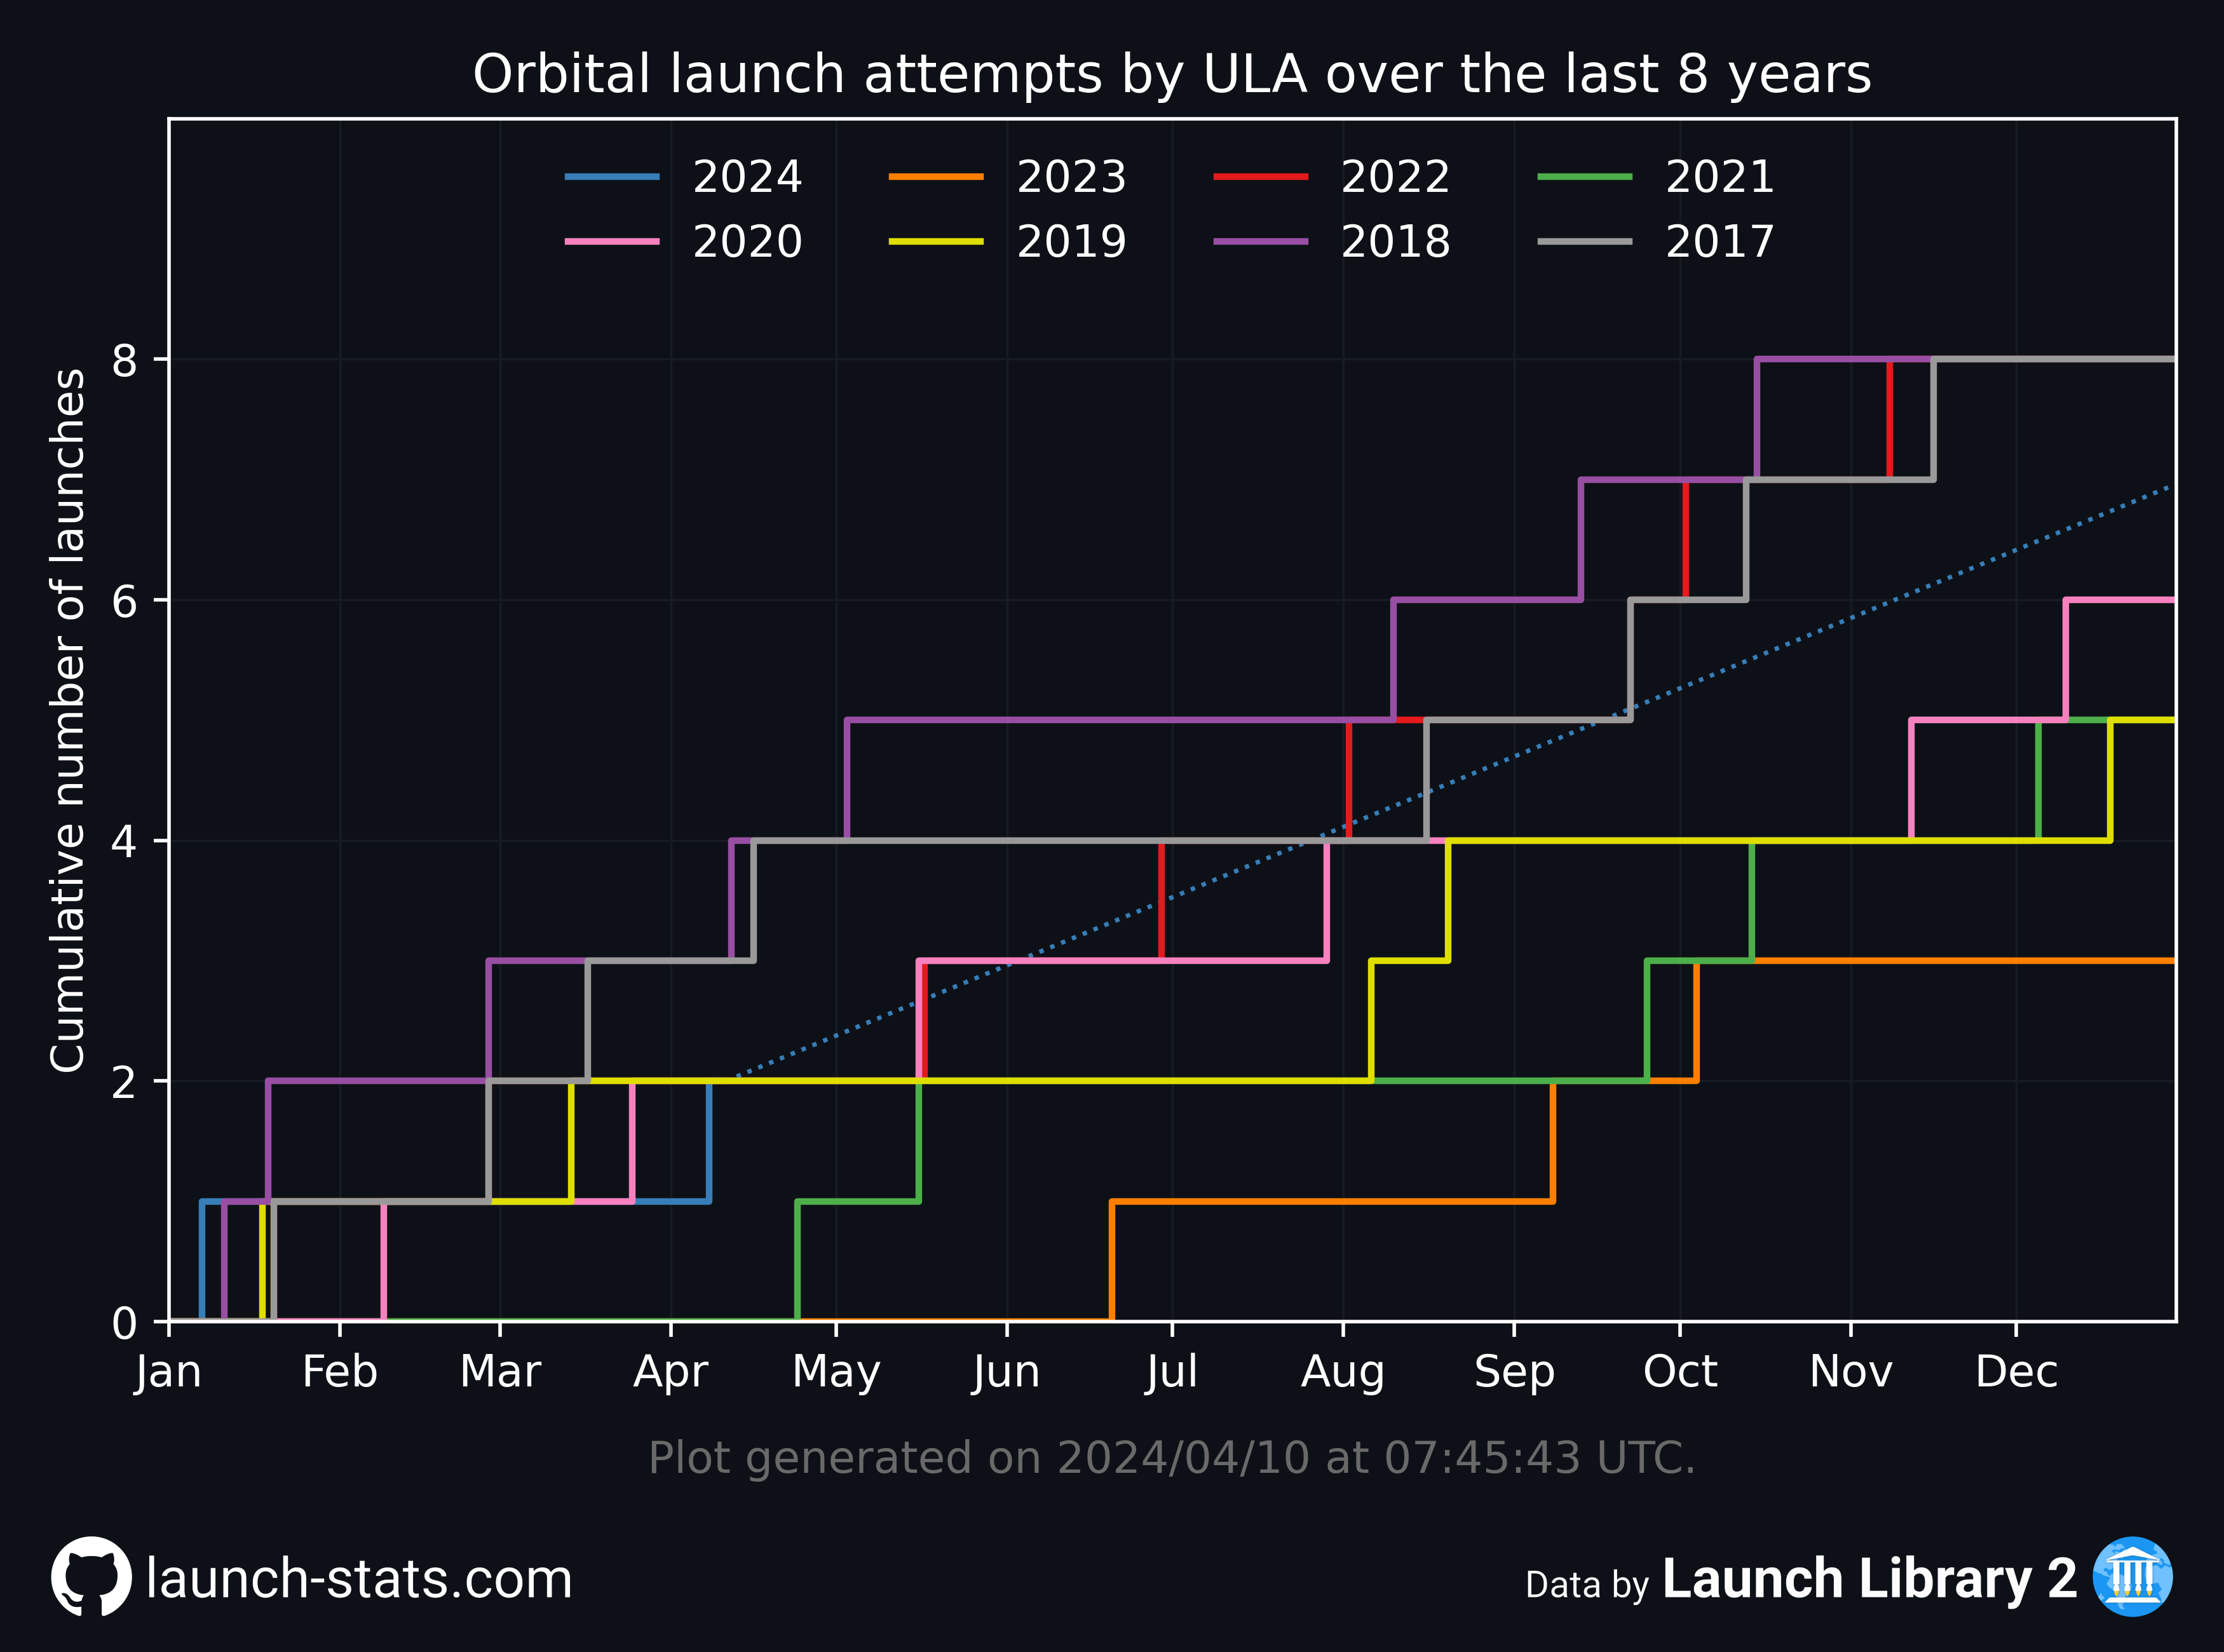 Orbital launch attempts by ULA over the last 8 years
2024 2023 2022 2021
2020 2019 2018 2017
Cumulative number of launches
8
6
4
2
0
Jan Feb Mar Apr May Jun Jul Aug Sep Oct Nov Dec
Plot generated on 2024/04/10 at 07:45:43 UTC.
launch-stats.com
Data by Launch Library 2